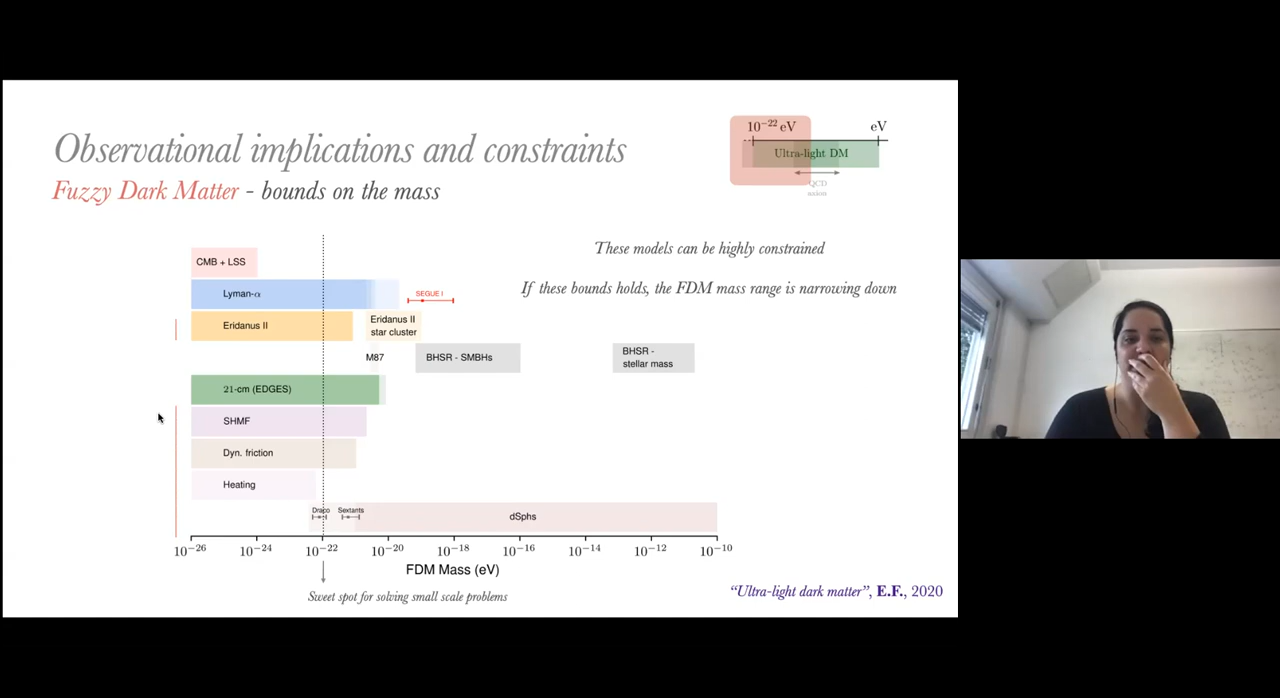 Observational implications and constraints
Fuzzy Dark Matter - bounds on the mass
10⁻²² eV
eV
Ultra-light DM
QCD
axion
These models can be highly constrained
If these bounds holds, the FDM mass range is narrowing down
CMB + LSS
Lyman-α
SEGUE I
Eridanus II
Eridanus II
star cluster
M87
BHSR - SMBHs
BHSR -
stellar mass
21-cm (EDGES)
SHMF
Dyn. friction
Heating
Draco
Sextants
dSphs
10⁻²⁶ 10⁻²⁴ 10⁻²² 10⁻²⁰ 10⁻¹⁸ 10⁻¹⁶ 10⁻¹⁴ 10⁻¹² 10⁻¹⁰
FDM Mass (eV)
Sweet spot for solving small scale problems
“Ultra-light dark matter”, E.F., 2020